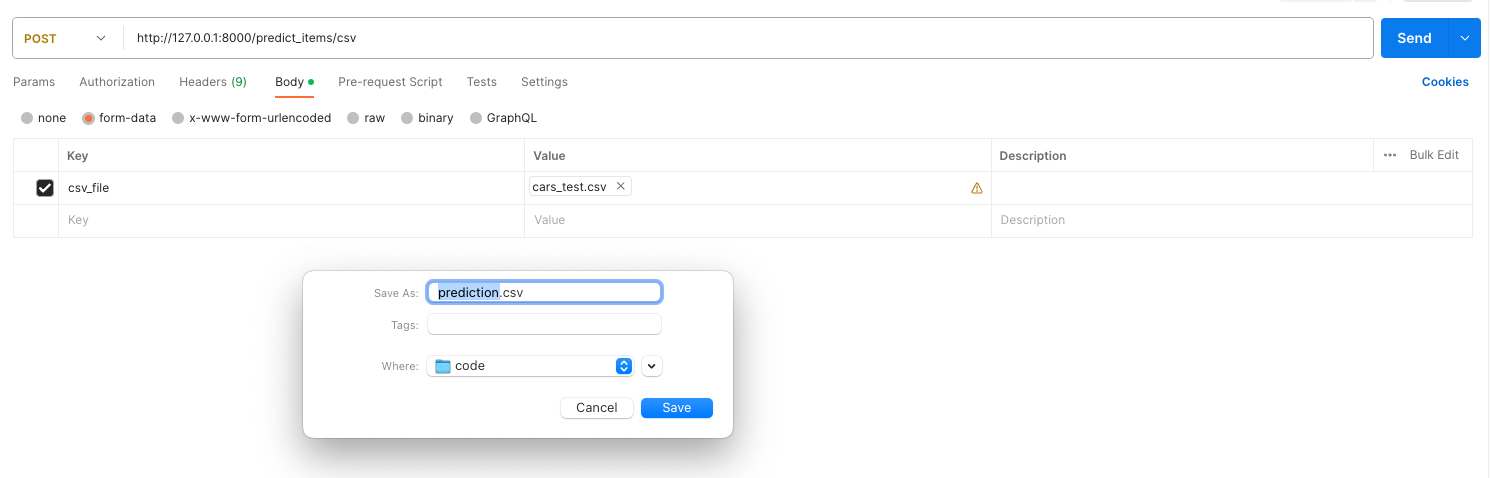 POST http://127.0.0.1:8000/predict_items/csv Send
Params Authorization Headers (9) Body Pre-request Script Tests Settings Cookies
none form-data x-www-form-urlencoded raw binary GraphQL
Key Value Description ••• Bulk Edit
csv_file cars_test.csv ×
Key Value Description
Save As: prediction.csv
Tags:
Where: code
Cancel Save